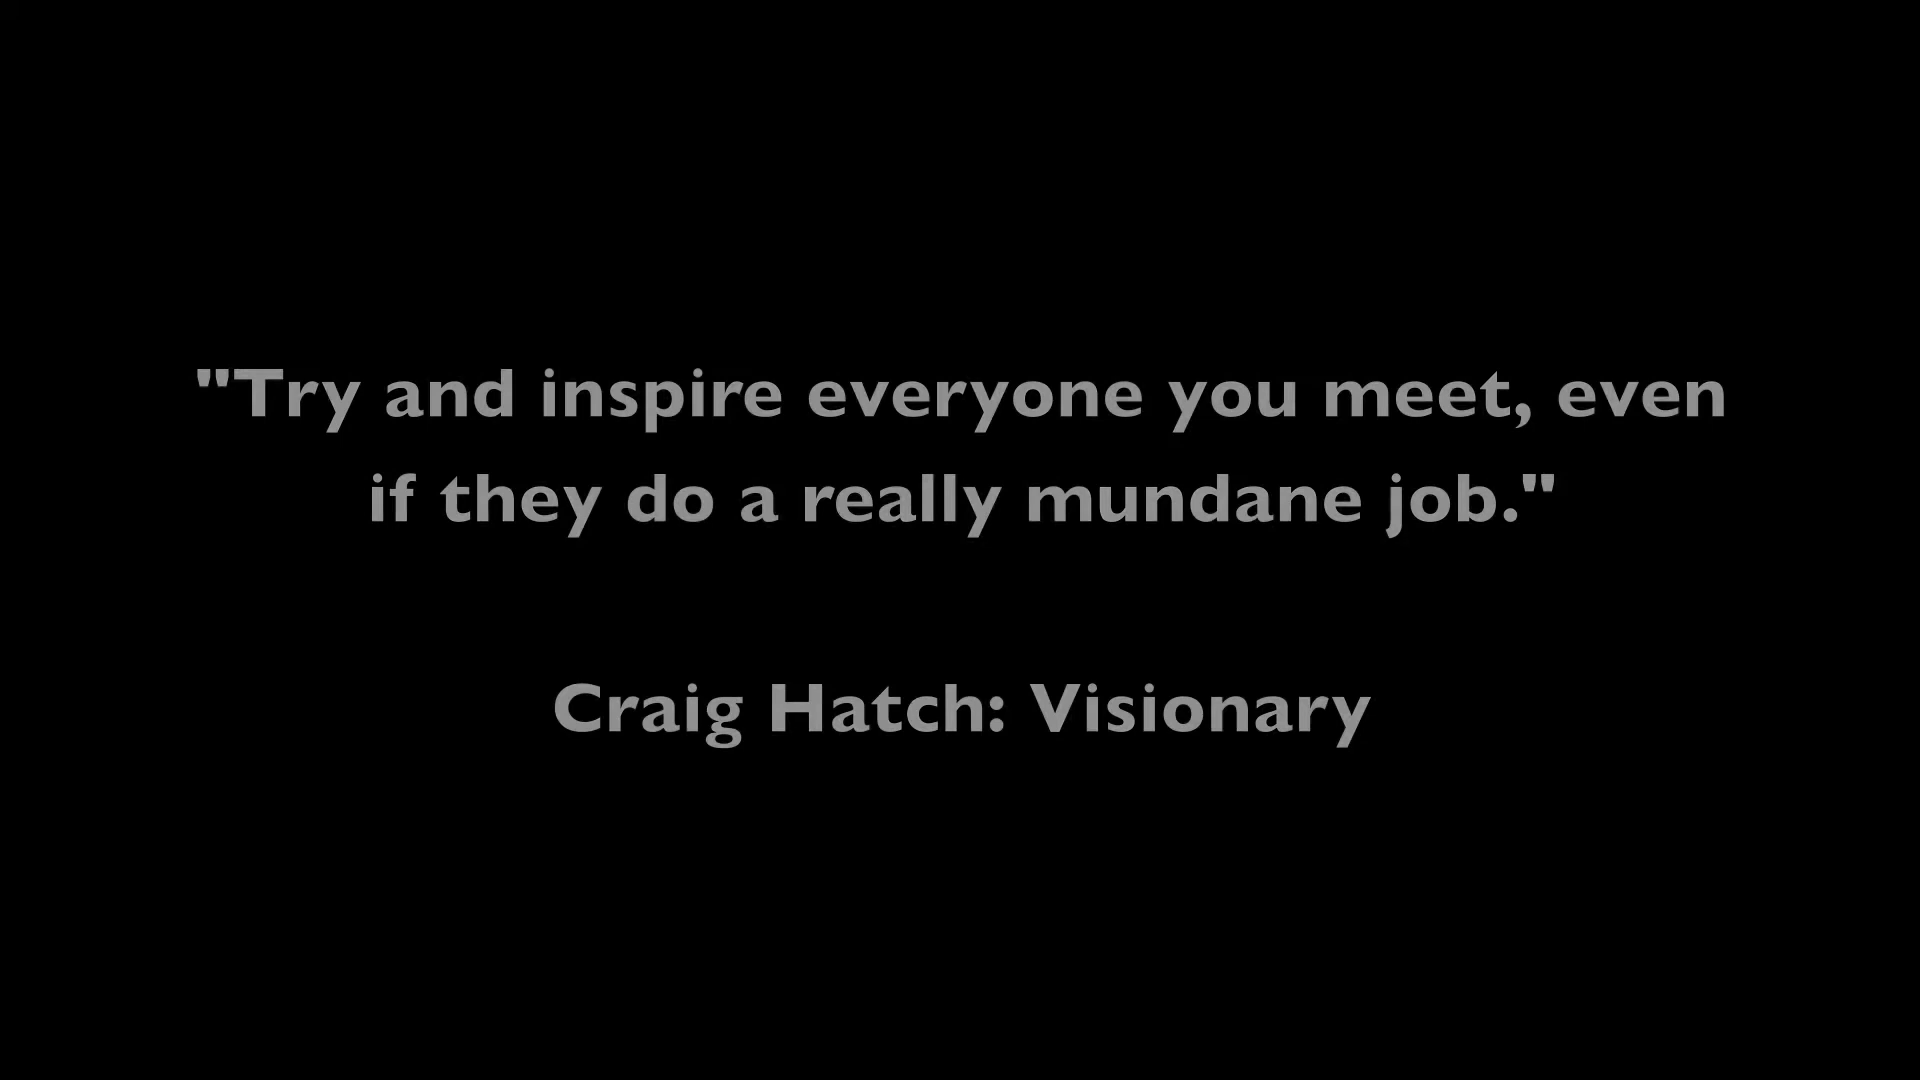 "Try and inspire everyone you meet, even
if they do a really mundane job."
Craig Hatch: Visionary